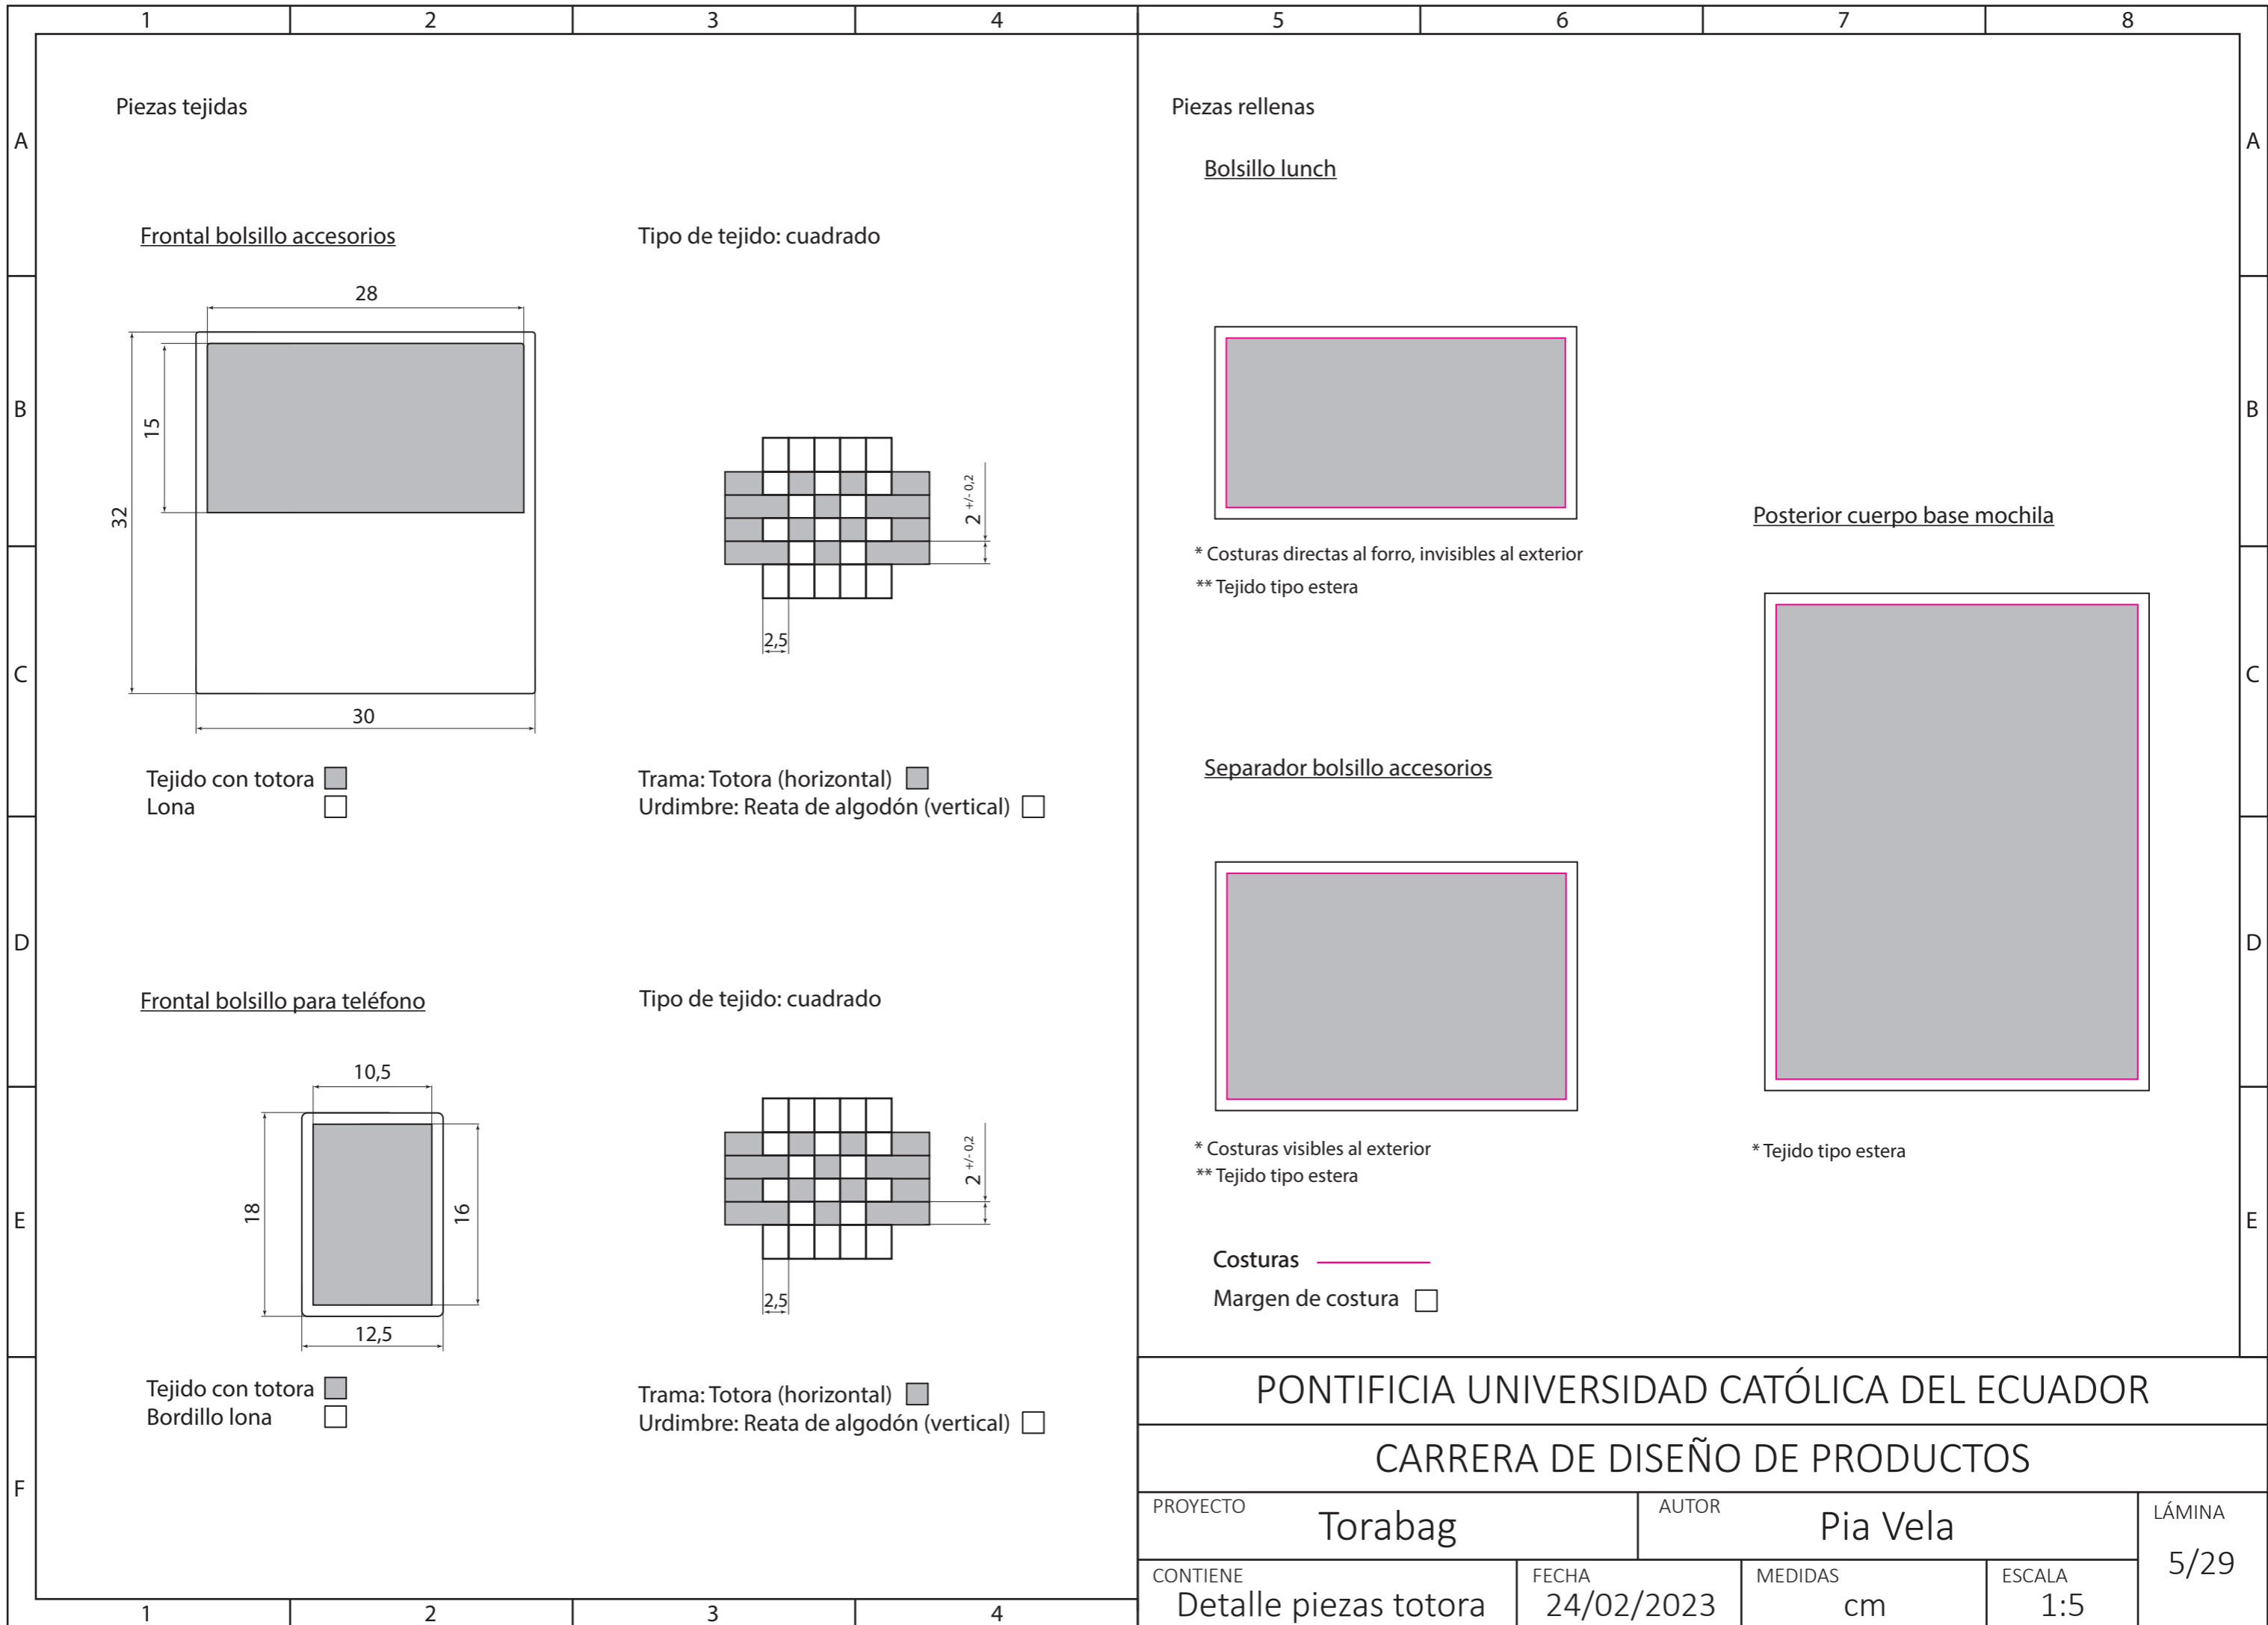 1 2 3 4 5 6 7 8
A A
B B
C C
D D
E E
F
Piezas tejidas
Frontal bolsillo accesorios
Tipo de tejido: cuadrado
28
15
32
30
2 +/- 0,2
2,5
Tejido con totora
Lona
Trama: Totora (horizontal)
Urdimbre: Reata de algodón (vertical)
Frontal bolsillo para teléfono
Tipo de tejido: cuadrado
10,5
18
16
12,5
2 +/- 0,2
2,5
Tejido con totora
Bordillo lona
Trama: Totora (horizontal)
Urdimbre: Reata de algodón (vertical)
1 2 3 4
Piezas rellenas
Bolsillo lunch
* Costuras directas al forro, invisibles al exterior
** Tejido tipo estera
Separador bolsillo accesorios
* Costuras visibles al exterior
** Tejido tipo estera
Posterior cuerpo base mochila
* Tejido tipo estera
Costuras
Margen de costura
PONTIFICIA UNIVERSIDAD CATÓLICA DEL ECUADOR
CARRERA DE DISEÑO DE PRODUCTOS
PROYECTO
Torabag
AUTOR
Pia Vela
LÁMINA
5/29
CONTIENE
Detalle piezas totora
FECHA
24/02/2023
MEDIDAS
cm
ESCALA
1:5